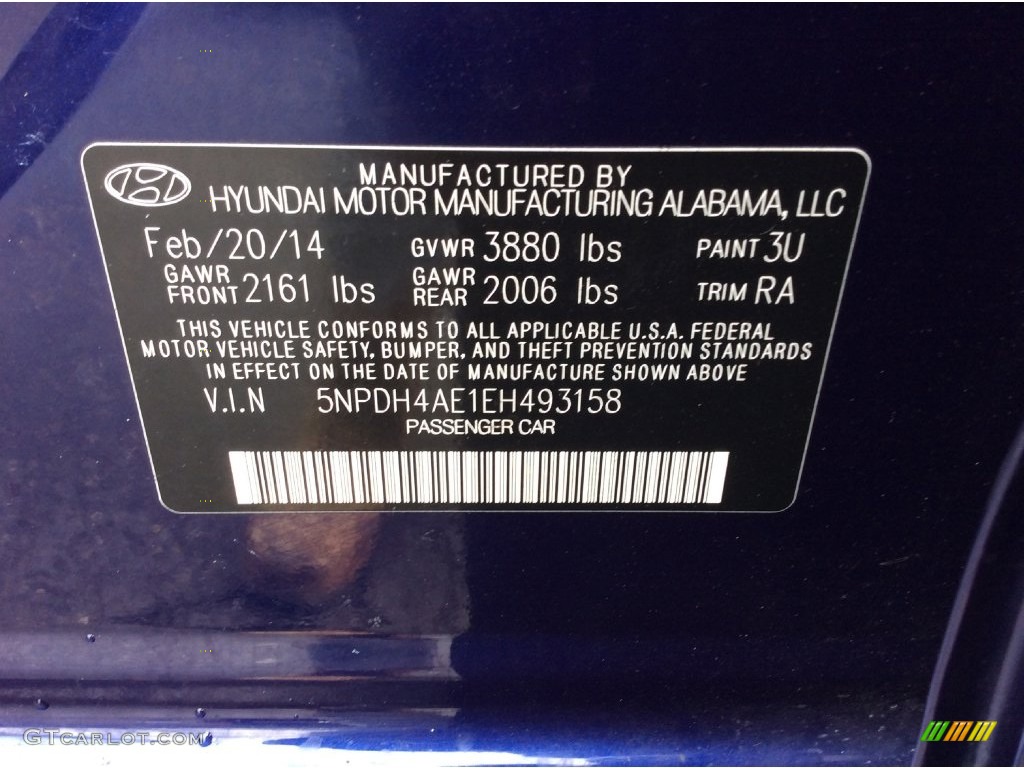 MANUFACTURED BY
HYUNDAI MOTOR MANUFACTURING ALABAMA, LLC
Feb/20/14 GVWR 3880 lbs PAINT 3U
GAWR FRONT 2161 lbs GAWR REAR 2006 lbs TRIM RA
THIS VEHICLE CONFORMS TO ALL APPLICABLE U.S.A. FEDERAL
MOTOR VEHICLE SAFETY, BUMPER, AND THEFT PREVENTION STANDARDS
IN EFFECT ON THE DATE OF MANUFACTURE SHOWN ABOVE
V.I.N 5NPDH4AE1EH493158
PASSENGER CAR
GTCARLOT.COM